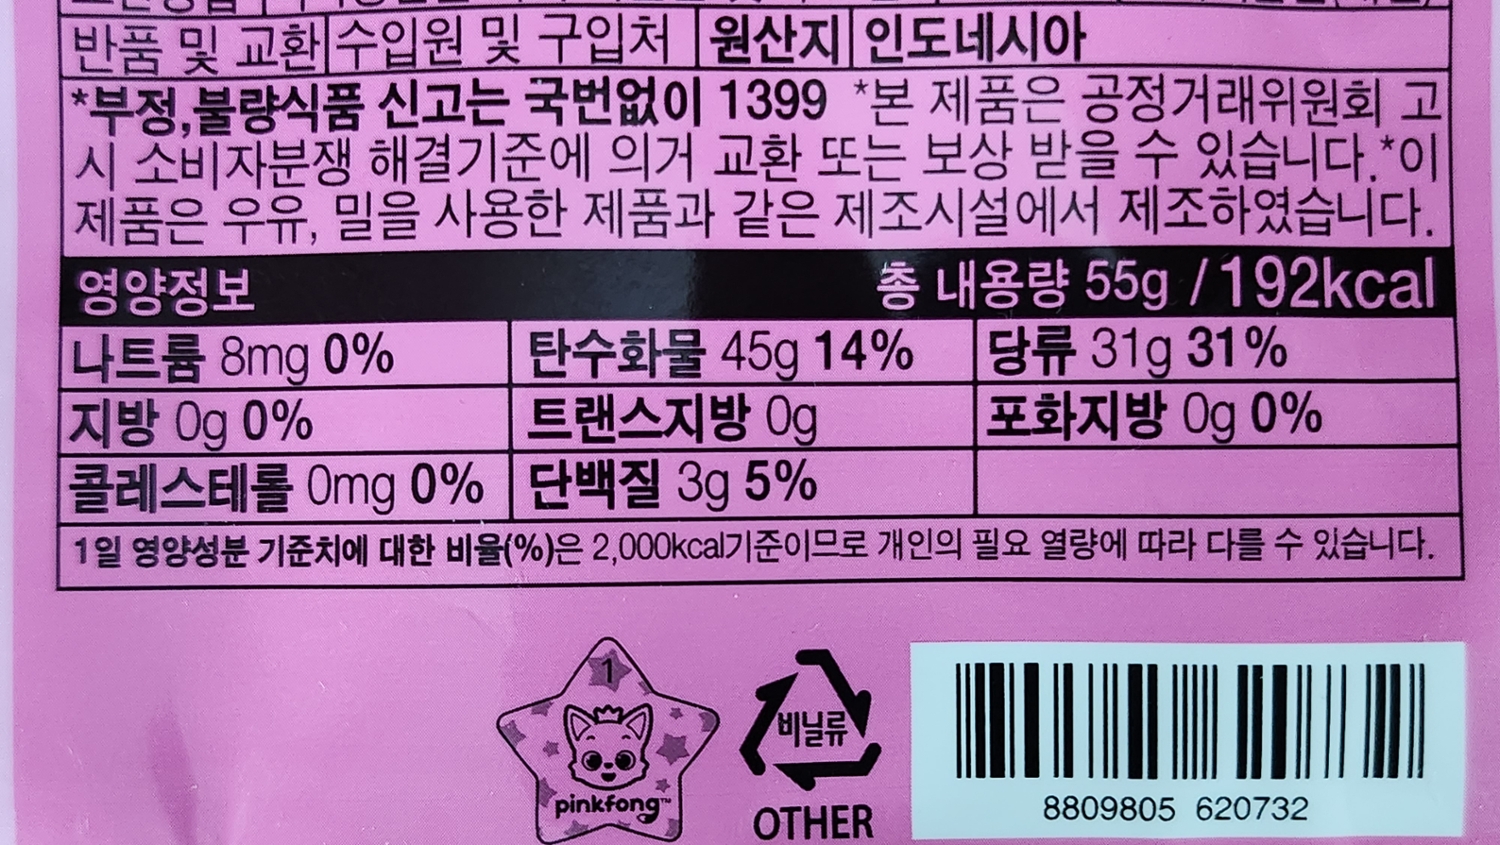 반품 및 교환 수입원 및 구입처 원산지 인도네시아
*부정,불량식품 신고는 국번없이 1399 *본 제품은 공정거래위원회 고
시 소비자분쟁 해결기준에 의거 교환 또는 보상 받을 수 있습니다.*이
제품은 우유, 밀을 사용한 제품과 같은 제조시설에서 제조하였습니다.
영양정보 총 내용량 55g / 192kcal
나트륨 8mg 0% 탄수화물 45g 14% 당류 31g 31%
지방 0g 0% 트랜스지방 0g 포화지방 0g 0%
콜레스테롤 0mg 0% 단백질 3g 5%
1일 영양성분 기준치에 대한 비율(%)은 2,000kcal기준이므로 개인의 필요 열량에 따라 다를 수 있습니다.
1
pinkfong™
비닐류
OTHER
8809805 620732